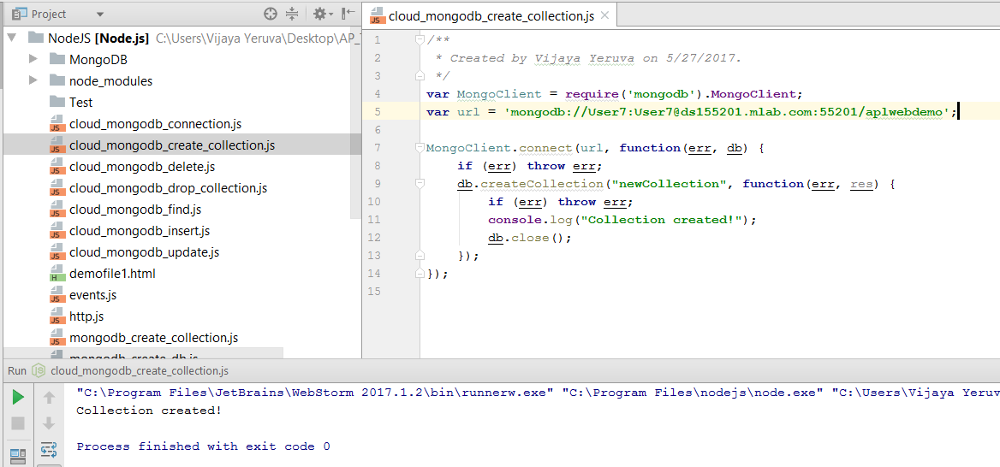 Project
NodeJS [Node.js] C:\Users\Vijaya Yeruva\Desktop\AP_
MongoDB
node_modules
Test
cloud_mongodb_connection.js
cloud_mongodb_create_collection.js
cloud_mongodb_delete.js
cloud_mongodb_drop_collection.js
cloud_mongodb_find.js
cloud_mongodb_insert.js
cloud_mongodb_update.js
demofile1.html
events.js
http.js
mongodb_create_collection.js
mongodb_create_db.js
cloud_mongodb_create_collection.js
1 /**
2 * Created by Vijaya Yeruva on 5/27/2017.
3 */
4 var MongoClient = require('mongodb').MongoClient;
5 var url = 'mongodb://User7:User7@ds155201.mlab.com:55201/aplwebdemo';
6
7 MongoClient.connect(url, function(err, db) {
8 if (err) throw err;
9 db.createCollection("newCollection", function(err, res) {
10 if (err) throw err;
11 console.log("Collection created!");
12 db.close();
13 });
14 });
15
Run cloud_mongodb_create_collection.js
"C:\Program Files\JetBrains\WebStorm 2017.1.2\bin\runnerw.exe" "C:\Program Files\nodejs\node.exe" "C:\Users\Vijaya Yeruv
Collection created!
Process finished with exit code 0